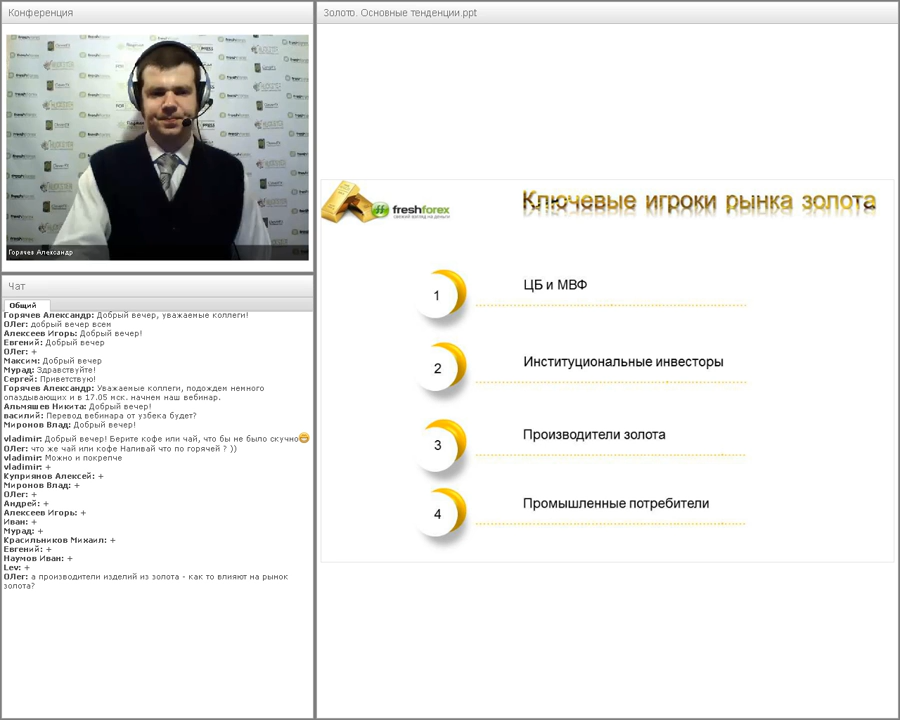 Конференция
Горячев Александр
Чат
Общий
Горячев Александр: Добрый вечер, уважаемые коллеги!
ОЛег: добрый вечер всем
Алексеев Игорь: Добрый вечер!
Евгений: Добрый вечер
ОЛег: +
Максим: Добрый вечер
Мурад: Здравствуйте!
Сергей: Приветствую!
Горячев Александр: Уважаемые коллеги, подождем немного
опаздывающих и в 17.05 мск. начнем наш вебинар.
Альмяшев Никита: Добрый вечер!
василий: Перевод вебинара от узбека будет?
Миронов Влад: Добрый вечер!
vladimir: Добрый вечер! Берите кофе или чай, что бы не было скучно
ОЛег: что же чай или кофе Наливай что по горячей ? ))
vladimir: Можно и покрепче
vladimir: +
Куприянов Алексей: +
Миронов Влад: +
ОЛег: +
Андрей: +
Алексеев Игорь: +
Иван: +
Мурад: +
Красильников Михаил: +
Евгений: +
Наумов Иван: +
Lev: +
ОЛег: а производители изделий из золота - как то влияют на рынок
золота?
Золото. Основные тенденции.ppt
freshforex
свежий взгляд на деньги
Ключевые игроки рынка золота
1 ЦБ и МВФ
2 Институциональные инвесторы
3 Производители золота
4 Промышленные потребители